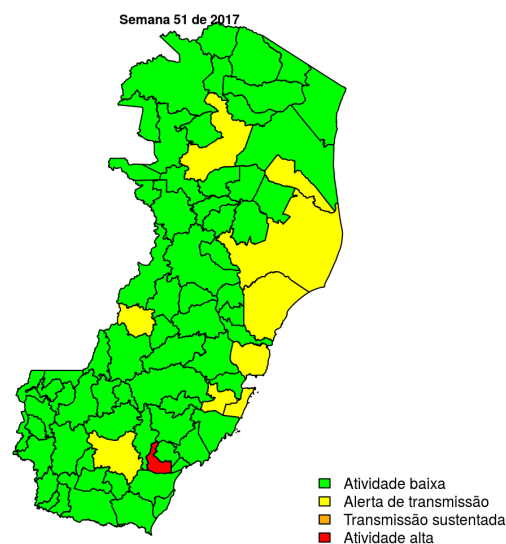 Semana 51 de 2017
Atividade baixa
Alerta de transmissão
Transmissão sustentada
Atividade alta